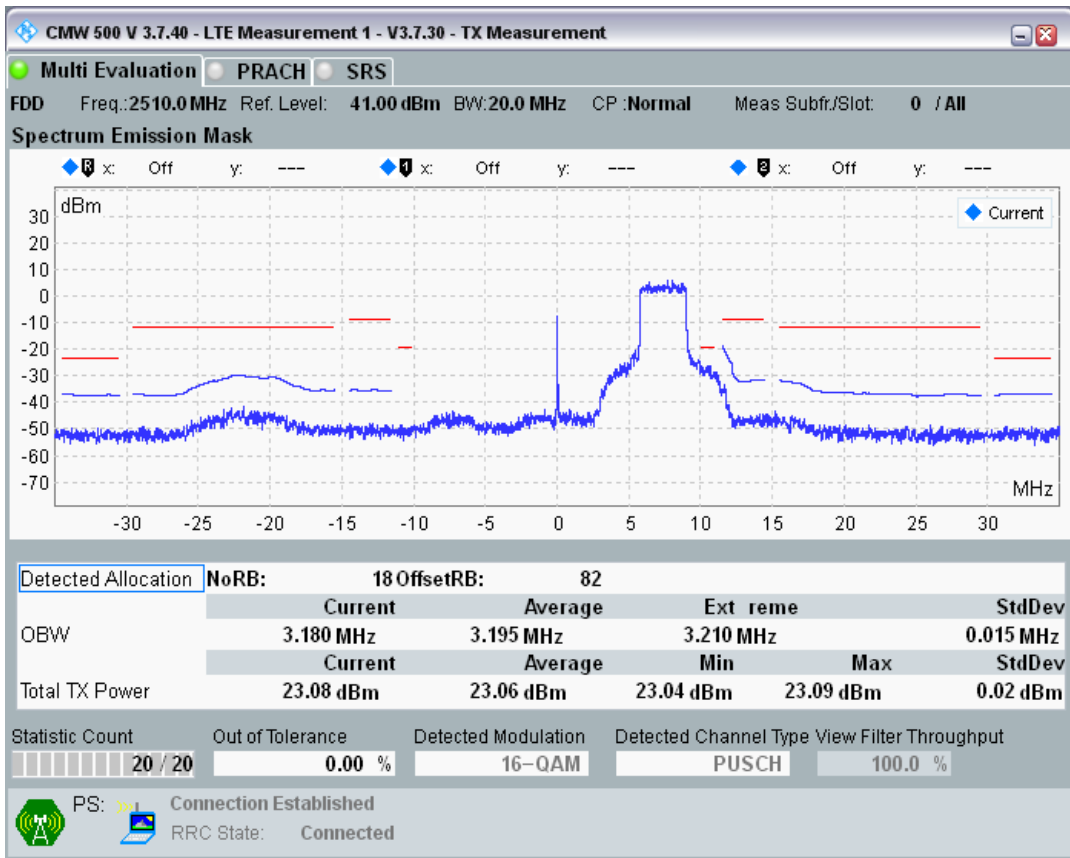 CMW 500 V 3.7.40 - LTE Measurement 1 - V3.7.30 - TX Measurement
Multi Evaluation PRACH SRS
FDD Freq.:2510.0 MHz Ref. Level: 41.00 dBm BW:20.0 MHz CP :Normal Meas Subfr./Slot: 0 / All
Spectrum Emission Mask
R x: Off y: --- 1 x: Off y: --- 2 x: Off y: ---
dBm
Current
30
20
10
0
-10
-20
-30
-40
-50
-60
-70
MHz
-30 -25 -20 -15 -10 -5 0 5 10 15 20 25 30
Detected Allocation NoRB: 18 OffsetRB: 82
Current Average Ext reme StdDev
OBW 3.180 MHz 3.195 MHz 3.210 MHz 0.015 MHz
Current Average Min Max StdDev
Total TX Power 23.08 dBm 23.06 dBm 23.04 dBm 23.09 dBm 0.02 dBm
Statistic Count Out of Tolerance Detected Modulation Detected Channel Type View Filter Throughput
20 / 20 0.00 % 16-QAM PUSCH 100.0 %
PS: Connection Established
RRC State: Connected